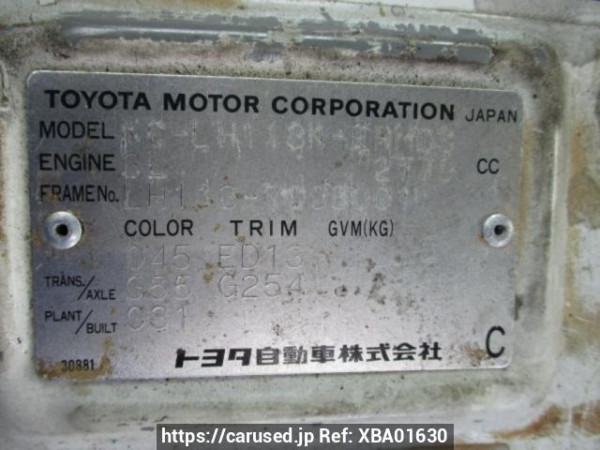 TOYOTA MOTOR CORPORATION JAPAN
MODEL
ENGINE CC
FRAME No.
COLOR TRIM GVM(KG)
045 ED13
TRANS./AXLE G55 G254
PLANT/BUILT C31
30881 トヨタ自動車株式会社 C
https://carused.jp Ref: XBA01630